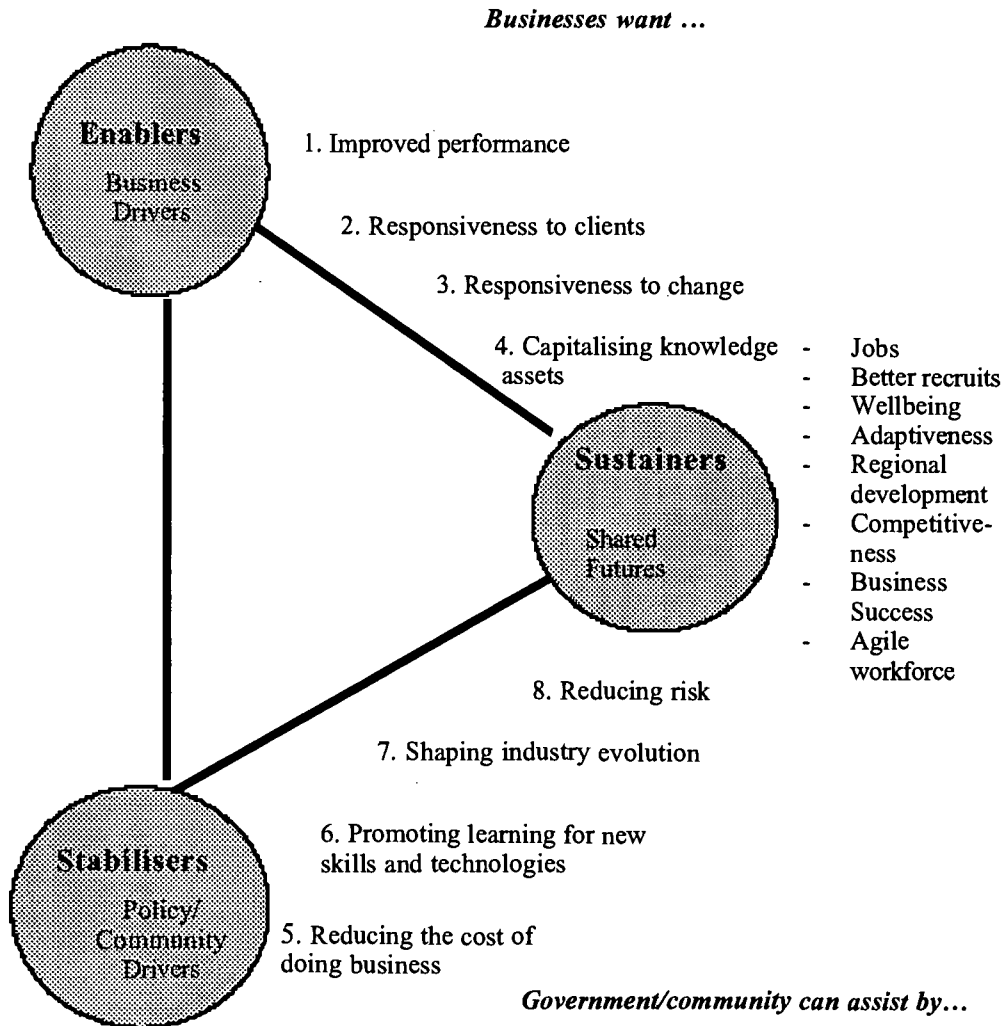 Businesses want ...
Enablers
Business
Drivers
1. Improved performance
2. Responsiveness to clients
3. Responsiveness to change
4. Capitalising knowledge
assets
- Jobs
- Better recruits
- Wellbeing
- Adaptiveness
- Regional
development
- Competitive-
ness
- Business
Success
- Agile
workforce
Sustainers
Shared
Futures
8. Reducing risk
7. Shaping industry evolution
6. Promoting learning for new
skills and technologies
Stabilisers
Policy/
Community
Drivers
5. Reducing the cost of
doing business
Government/community can assist by...